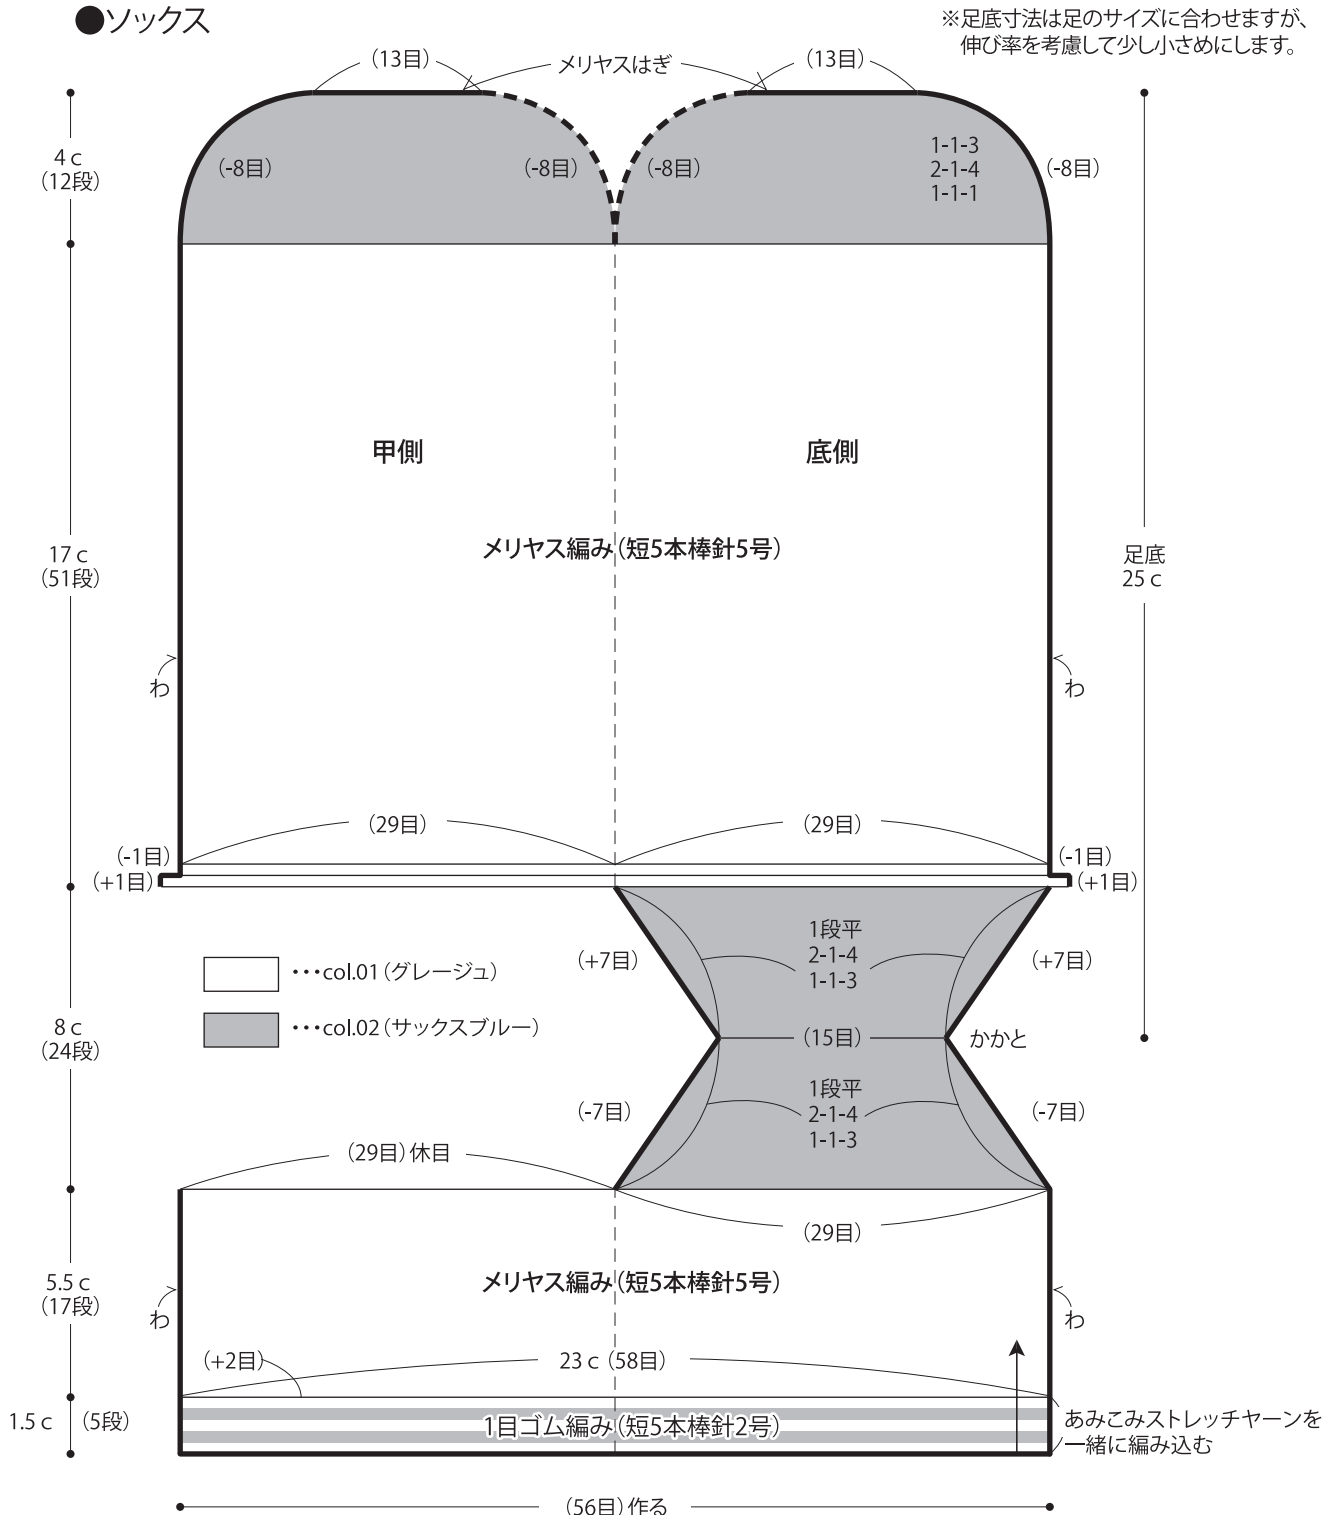 ●ソックス
※足底寸法は足のサイズに合わせますが、
伸び率を考慮して少し小さめにします。
(13目)
メリヤスはぎ
(13目)
4c
(12段)
(-8目)
(-8目)
(-8目)
1-1-3
2-1-4
1-1-1
(-8目)
甲側
底側
メリヤス編み(短5本棒針5号)
17c
(51段)
足底
25c
わ
わ
(29目)
(29目)
(-1目)
(-1目)
(+1目)
(+1目)
(+7目)
1段平
2-1-4
1-1-3
(+7目)
…col.01(グレージュ)
…col.02(サックスブルー)
8c
(24段)
(15目)
かかと
(-7目)
1段平
2-1-4
1-1-3
(-7目)
(29目)休目
(29目)
メリヤス編み(短5本棒針5号)
5.5c
(17段)
わ
わ
(+2目)
23c(58目)
1.5c (5段)
1目ゴム編み(短5本棒針2号)
あみこみストレッチヤーンを
一緒に編み込む
(56目)作る